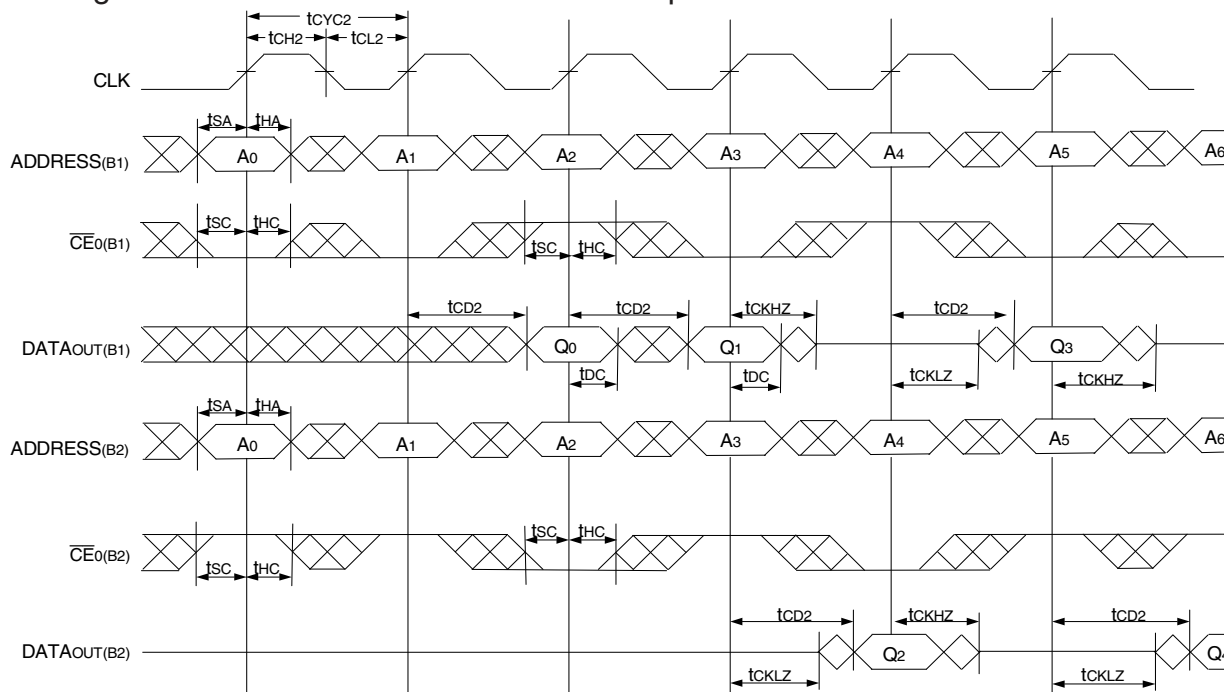 tCYC2
tCH2 tCL2
CLK
tSA tHA
ADDRESS(B1) A0 A1 A2 A3 A4 A5 A6
tSC tHC
CE0(B1) tSC tHC
tCD2 tCD2 tCKHZ tCD2
DATAOUT(B1) Q0 Q1 Q3
tDC tDC tCKLZ tCKHZ
tSA tHA
ADDRESS(B2) A0 A1 A2 A3 A4 A5 A6
tSC tHC
CE0(B2)
tSC tHC
tCD2 tCKHZ tCD2
DATAOUT(B2) Q2 Q4
tCKLZ tCKLZ